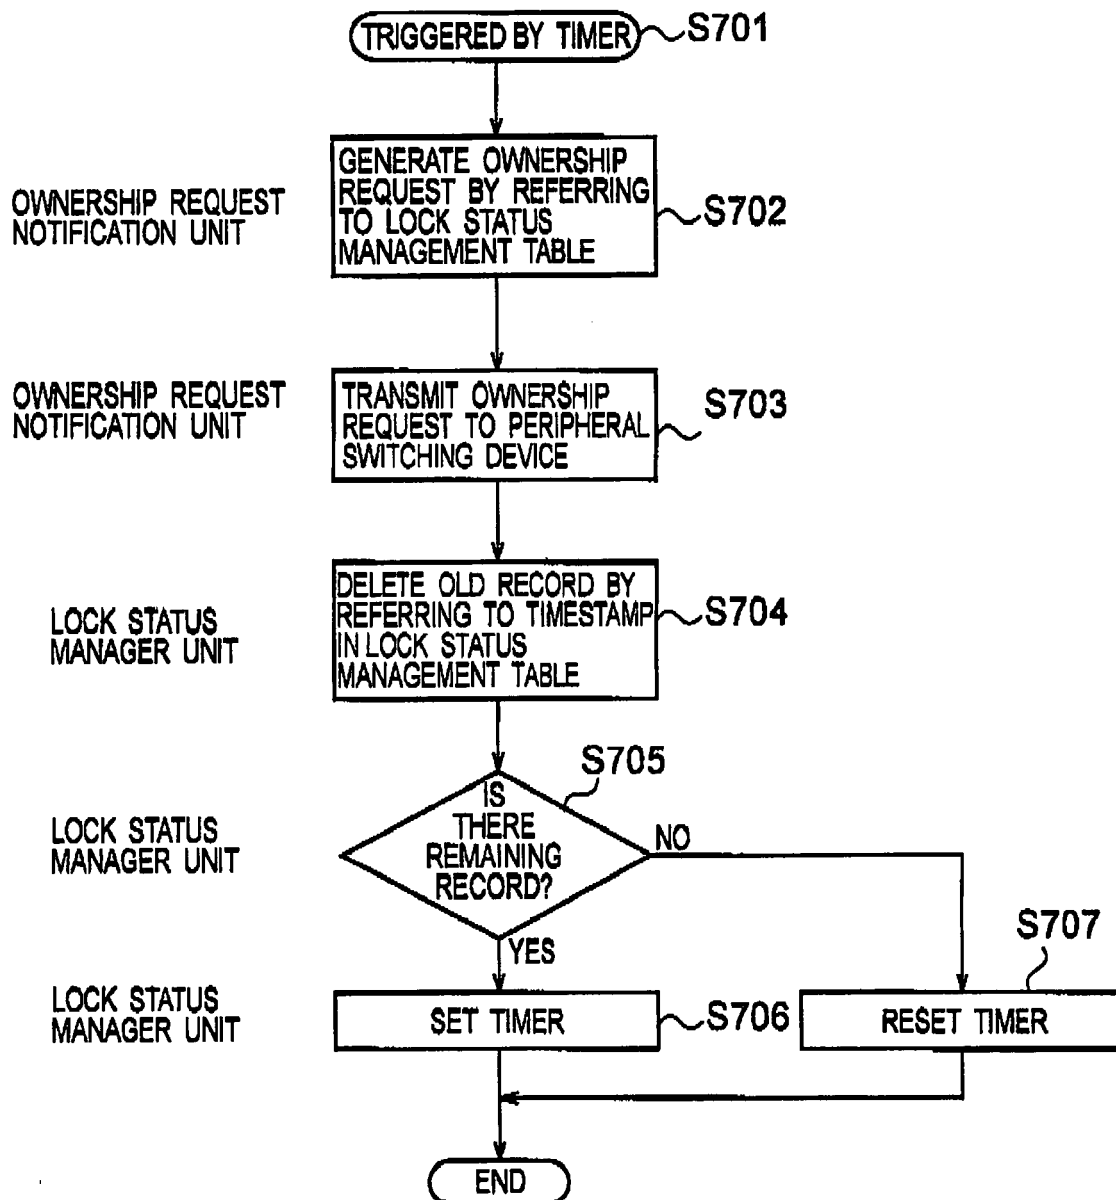 TRIGGERED BY TIMER
S701
OWNERSHIP REQUEST
NOTIFICATION UNIT
GENERATE OWNERSHIP
REQUEST BY REFERRING
TO LOCK STATUS
MANAGEMENT TABLE
S702
OWNERSHIP REQUEST
NOTIFICATION UNIT
TRANSMIT OWNERSHIP
REQUEST TO PERIPHERAL
SWITCHING DEVICE
S703
LOCK STATUS
MANAGER UNIT
DELETE OLD RECORD BY
REFERRING TO TIMESTAMP
IN LOCK STATUS
MANAGEMENT TABLE
S704
S705
LOCK STATUS
MANAGER UNIT
IS
THERE
REMAINING
RECORD?
NO
YES
S707
LOCK STATUS
MANAGER UNIT
SET TIMER
S706
RESET TIMER
END